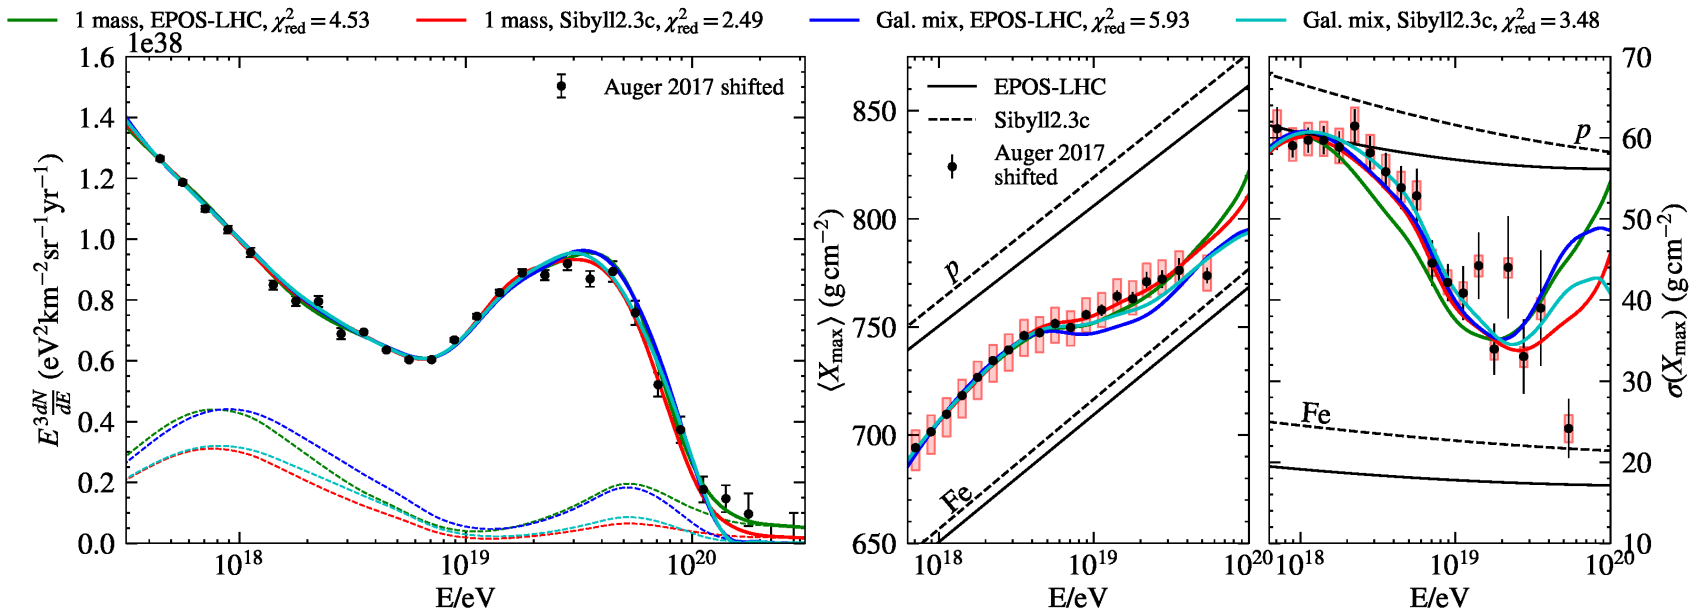 1 mass, EPOS-LHC, χ²red = 4.53
1 mass, Sibyll2.3c, χ²red = 2.49
Gal. mix, EPOS-LHC, χ²red = 5.93
Gal. mix, Sibyll2.3c, χ²red = 3.48
1e38
1.6
1.4
1.2
1.0
0.8
0.6
0.4
0.2
0.0
E³ dN/dE (eV²km⁻²sr⁻¹yr⁻¹)
Auger 2017 shifted
10¹⁸
10¹⁹
10²⁰
E/eV
850
800
750
700
650
⟨Xmax⟩ (g cm⁻²)
EPOS-LHC
Sibyll2.3c
Auger 2017
shifted
p
Fe
10¹⁸
10¹⁹
10²⁰
E/eV
p
Fe
70
60
50
40
30
20
10
σ(Xmax) (g cm⁻²)
10¹⁸
10¹⁹
10²⁰
E/eV